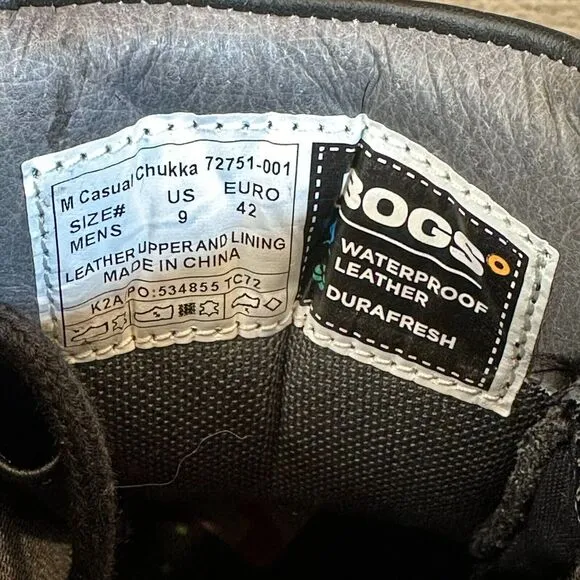 M Casual Chukka 72751-001
SIZE# US EURO
MENS 9 42
LEATHER UPPER AND LINING
MADE IN CHINA
K2A PO:534855 TC72
BOGS
WATERPROOF
LEATHER
DURAFRESH